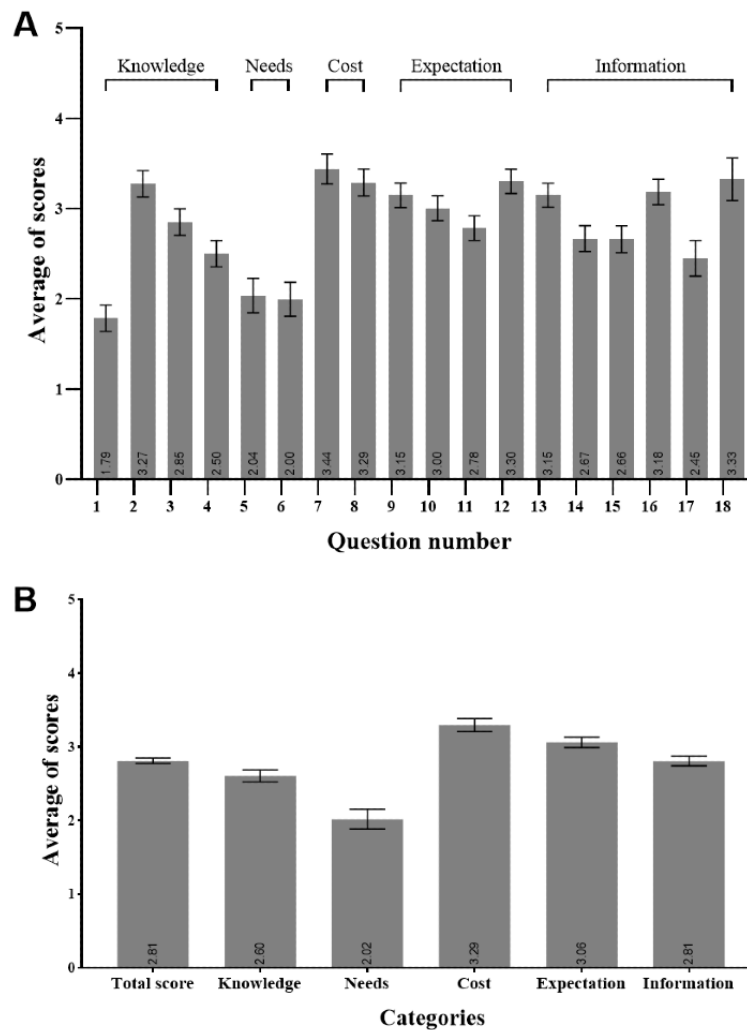 A
5
Knowledge Needs Cost Expectation Information
4
3
2
1
0
Average of scores
1.79 3.27 2.85 2.50 2.04 2.00 3.44 3.29 3.15 3.00 2.78 3.30 3.15 2.67 2.66 3.18 2.45 3.33
1 2 3 4 5 6 7 8 9 10 11 12 13 14 15 16 17 18
Question number
B
5
4
3
2
1
0
Average of scores
2.81 2.60 2.02 3.29 3.06 2.81
Total score Knowledge Needs Cost Expectation Information
Categories